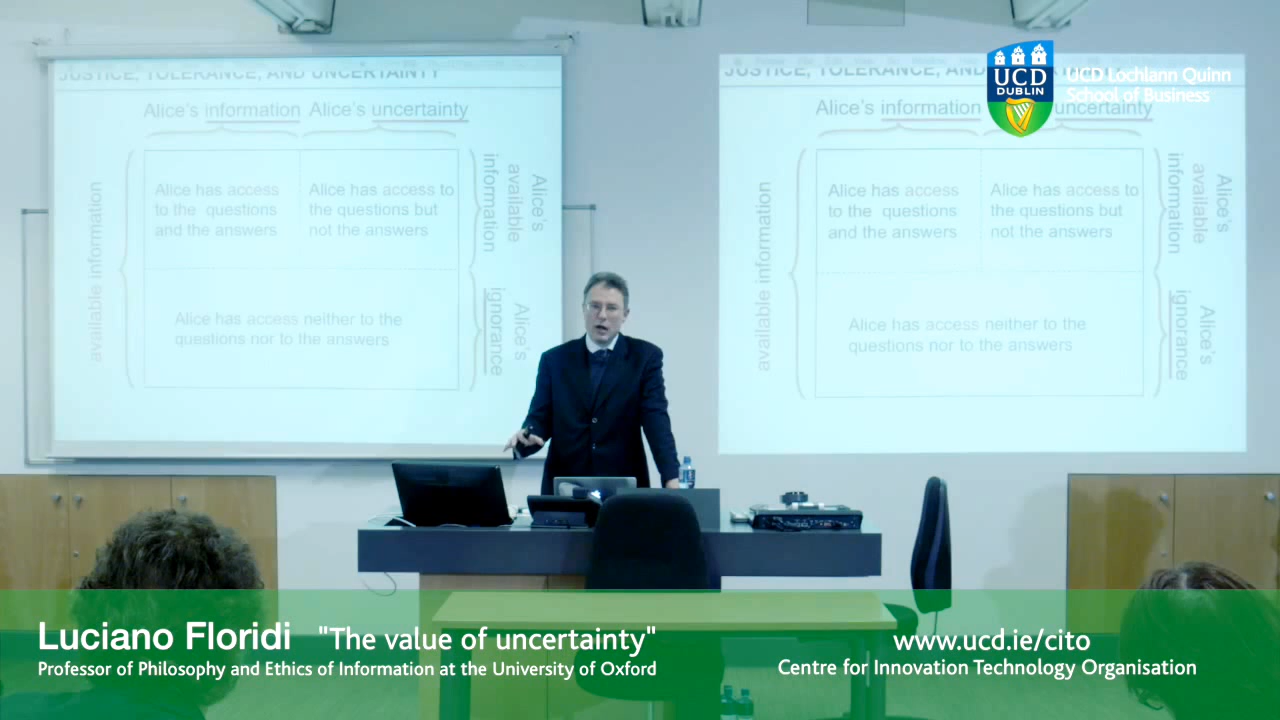 JUSTICE, TOLERANCE, AND UNCERTAINTY
Alice's information Alice's uncertainty
available information
Alice has access
to the questions
and the answers
Alice has access to
the questions but
not the answers
Alice's
available
information
Alice has access neither to the
questions nor to the answers
Alice's
ignorance
JUSTICE, TOLERANCE, AND
Alice's information
uncertainty
available information
Alice has access
to the questions
and the answers
Alice has access to
the questions but
not the answers
Alice's
available
information
Alice has access neither to the
questions nor to the answers
Alice's
ignorance
UCD
DUBLIN
UCD Lochlann Quinn
School of Business
Luciano Floridi "The value of uncertainty"
Professor of Philosophy and Ethics of Information at the University of Oxford
www.ucd.ie/cito
Centre for Innovation Technology Organisation